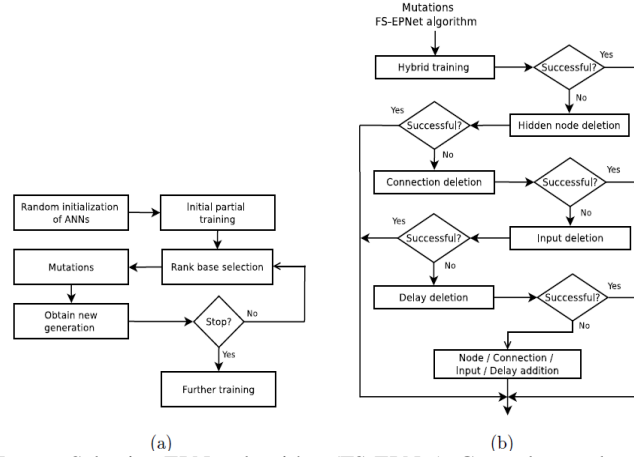 Random initialization
of ANNs
Initial partial
training
Mutations
Rank base selection
Obtain new
generation
Stop?
No
Yes
Further training
(a)
Mutations
FS-EPNet algorithm
Hybrid training
Successful?
Yes
No
Hidden node deletion
Successful?
Yes
No
Connection deletion
Successful?
Yes
No
Input deletion
Successful?
Yes
No
Delay deletion
Successful?
Yes
No
Node / Connection /
Input / Delay addition
(b)